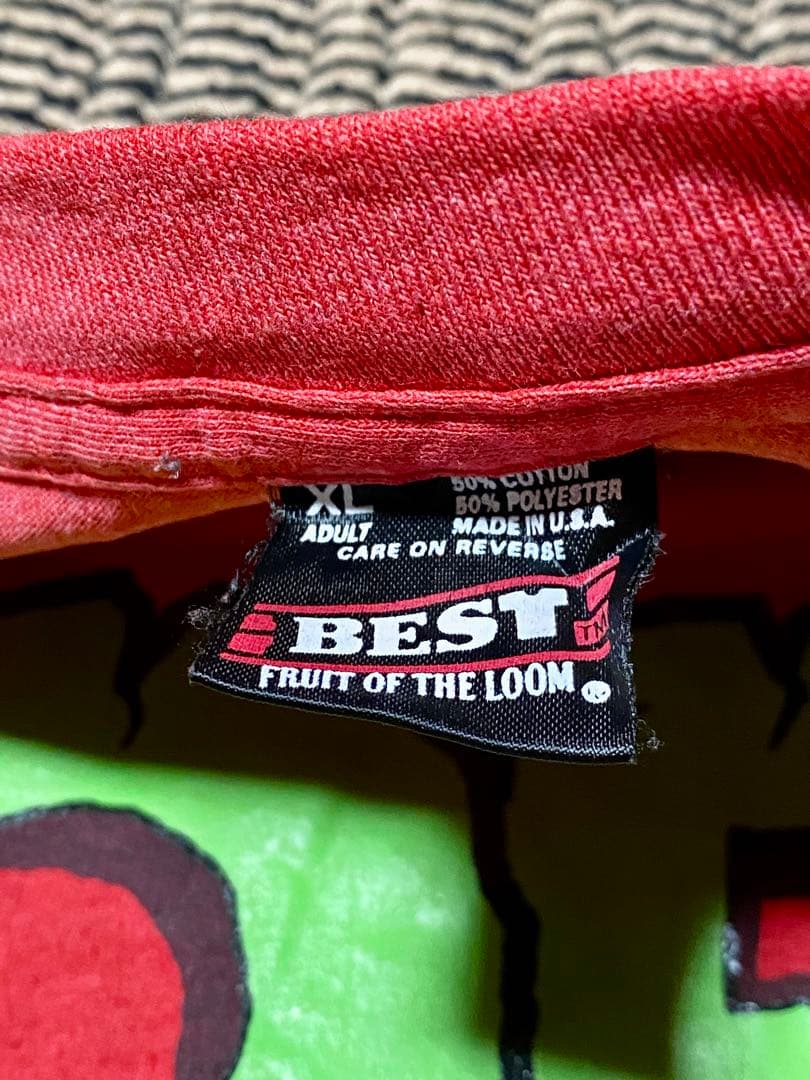 XL
50% COTTON
50% POLYESTER
ADULT
MADE IN U.S.A.
CARE ON REVERSE
BEST TM
FRUIT OF THE LOOM ®